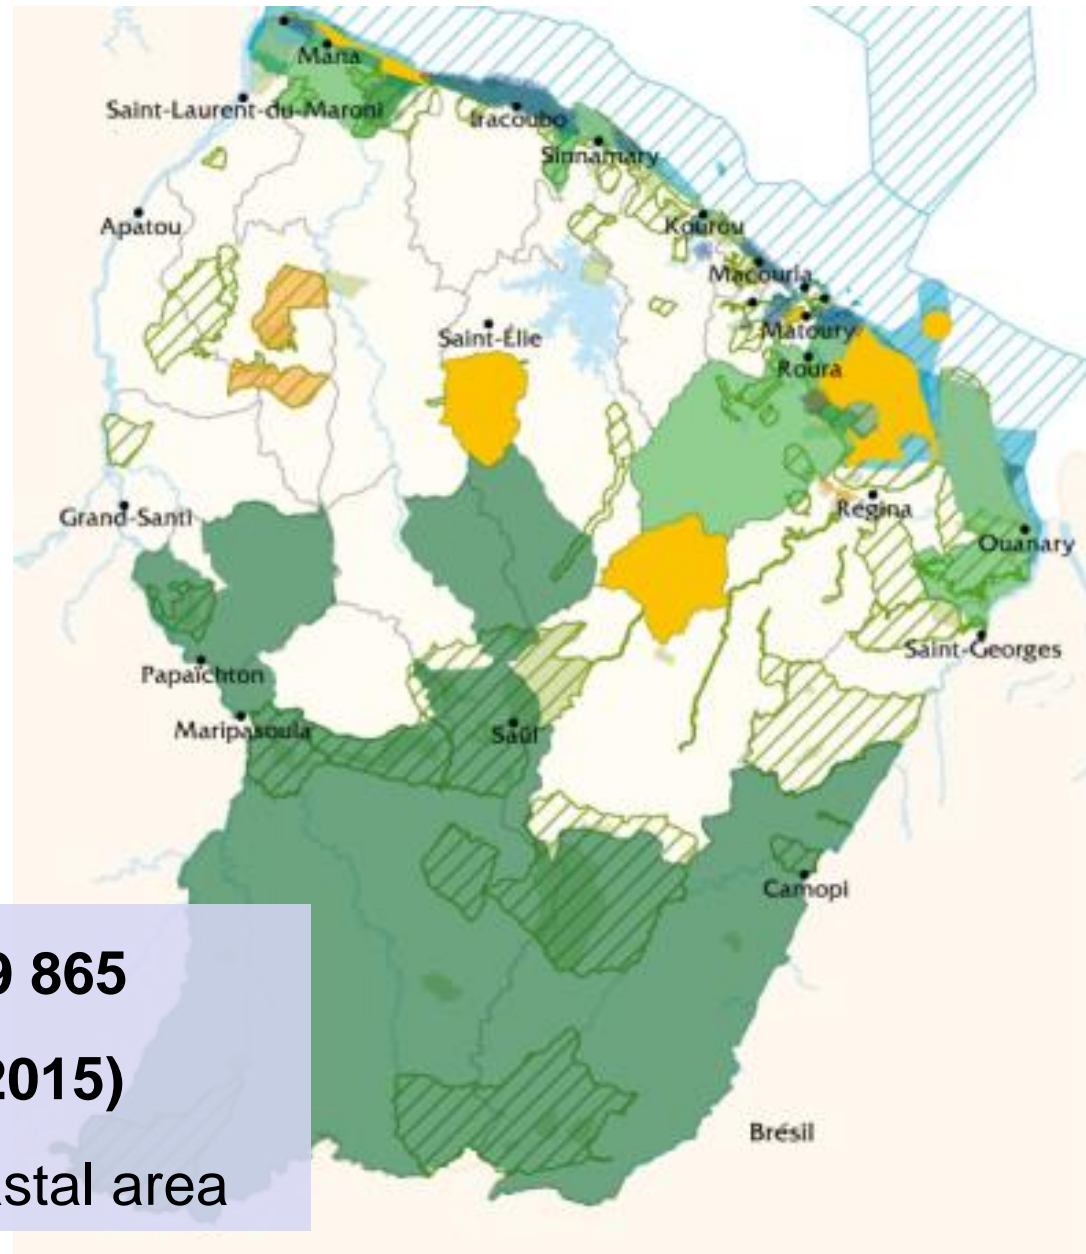 Mana
Saint-Laurent-du-Maroni
Iracoubo
Sinnamary
Apatou
Kourou
Macouria
Matoury
Saint-Élie
Roura
Régina
Grand-Santi
Ouanary
Saint-Georges
Papaïchton
Maripasoula
Saül
Camopi
9 865
2015)
astal area
Brésil